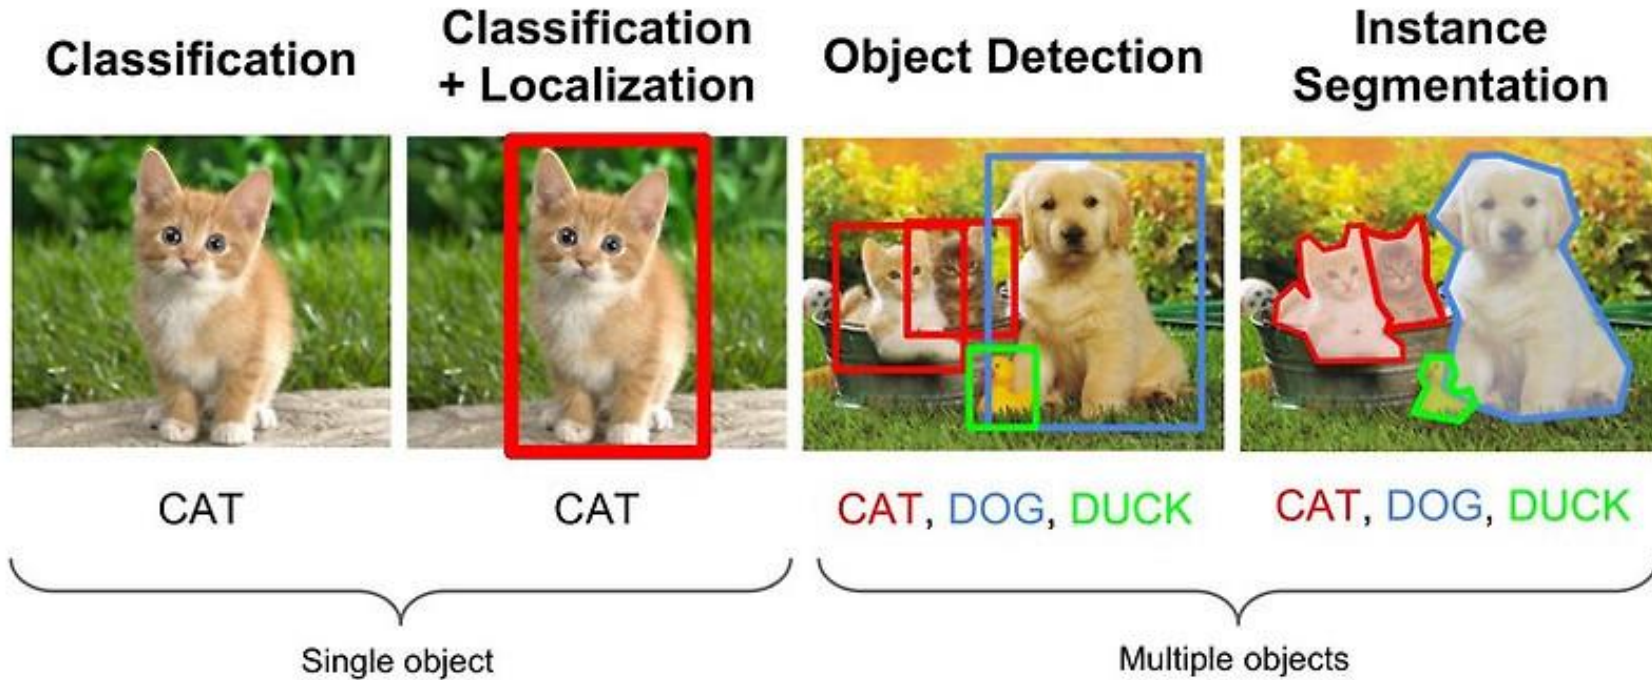 Classification
Classification
+ Localization
Object Detection
Instance
Segmentation
CAT
CAT
CAT, DOG, DUCK
CAT, DOG, DUCK
Single object
Multiple objects